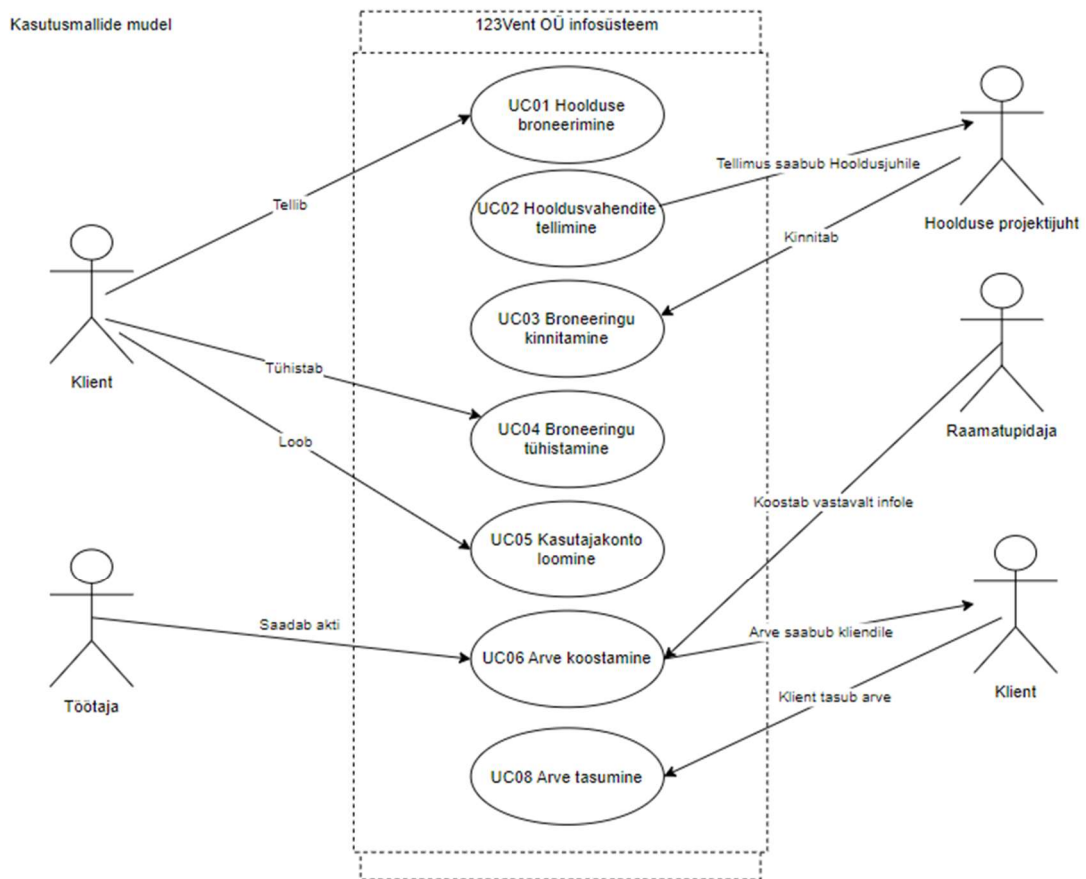 Kasutusmallide mudel
123Vent OÜ infosüsteem
UC01 Hoolduse
broneerimine
Tellimus saabub Hooldusjuhile
Tellib
UC02 Hooldusvahendite
tellimine
Hoolduse projektijuht
Kinnitab
UC03 Broneeringu
kinnitamine
Klient
Tühistab
UC04 Broneeringu
tühistamine
Raamatupidaja
Loob
Koostab vastavalt infole
UC05 Kasutajakonto
loomine
Saadab akti
Arve saabub kliendile
UC06 Arve koostamine
Töötaja
Klient tasub arve
Klient
UC08 Arve tasumine